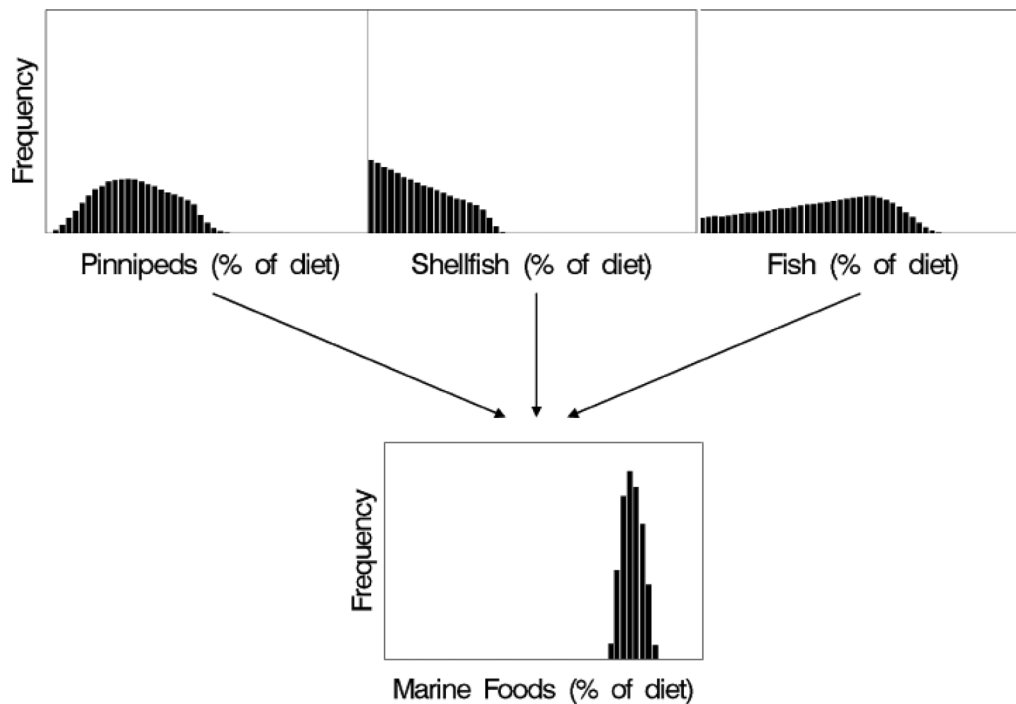 Frequency
Pinnipeds (% of diet)
Shellfish (% of diet)
Fish (% of diet)
Frequency
Marine Foods (% of diet)